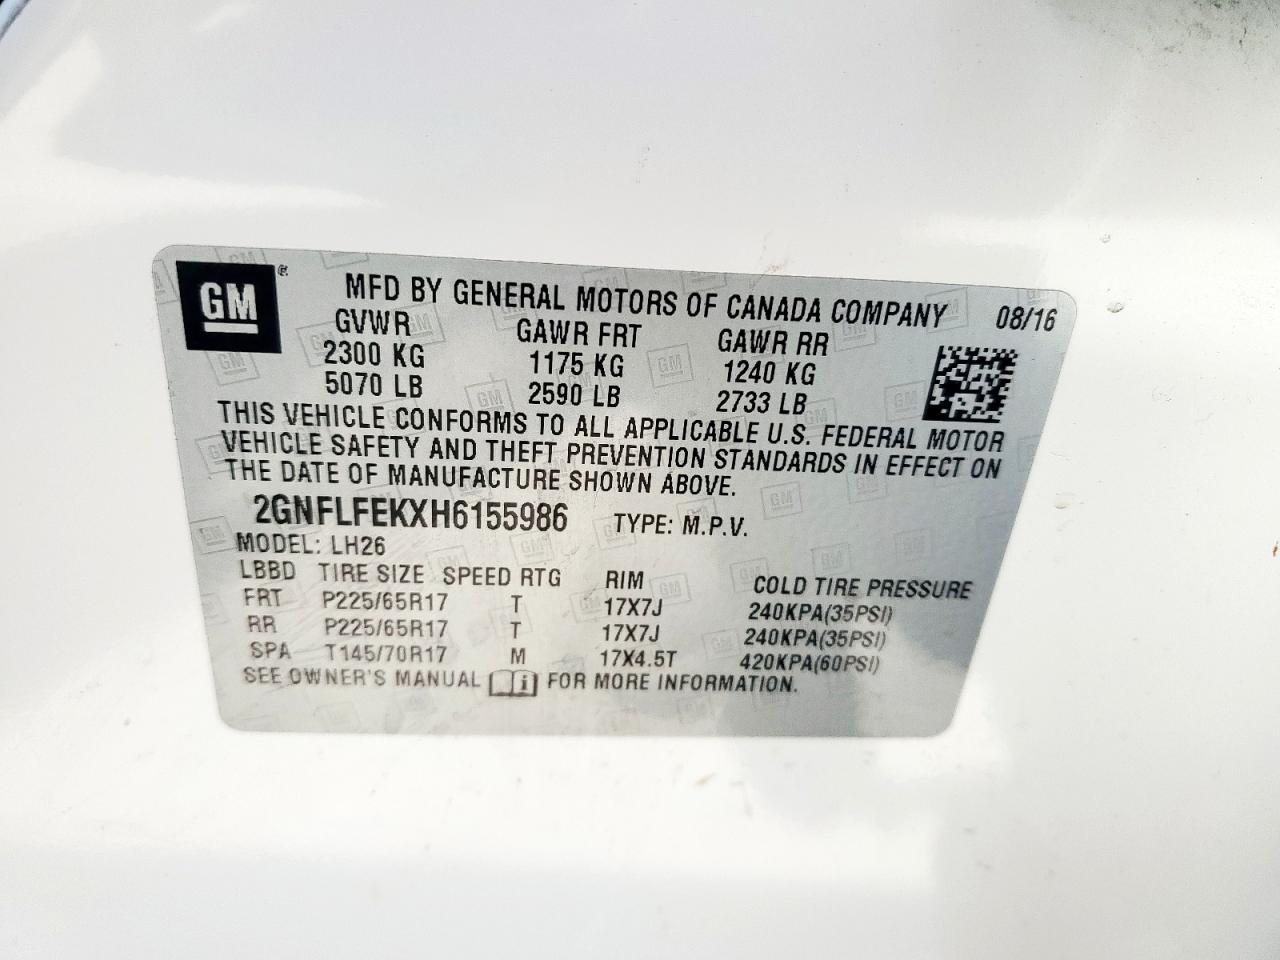 GM
MFD BY GENERAL MOTORS OF CANADA COMPANY 08/16
GVWR GAWR FRT GAWR RR
2300 KG 1175 KG 1240 KG
5070 LB 2590 LB 2733 LB
THIS VEHICLE CONFORMS TO ALL APPLICABLE U.S. FEDERAL MOTOR
VEHICLE SAFETY AND THEFT PREVENTION STANDARDS IN EFFECT ON
THE DATE OF MANUFACTURE SHOWN ABOVE.
2GNFLFEKXH6155986 TYPE: M.P.V.
MODEL: LH26
LBBD TIRE SIZE SPEED RTG RIM COLD TIRE PRESSURE
FRT P225/65R17 T 17X7J 240KPA(35PSI)
RR P225/65R17 T 17X7J 240KPA(35PSI)
SPA T145/70R17 M 17X4.5T 420KPA(60PSI)
SEE OWNER'S MANUAL i FOR MORE INFORMATION.